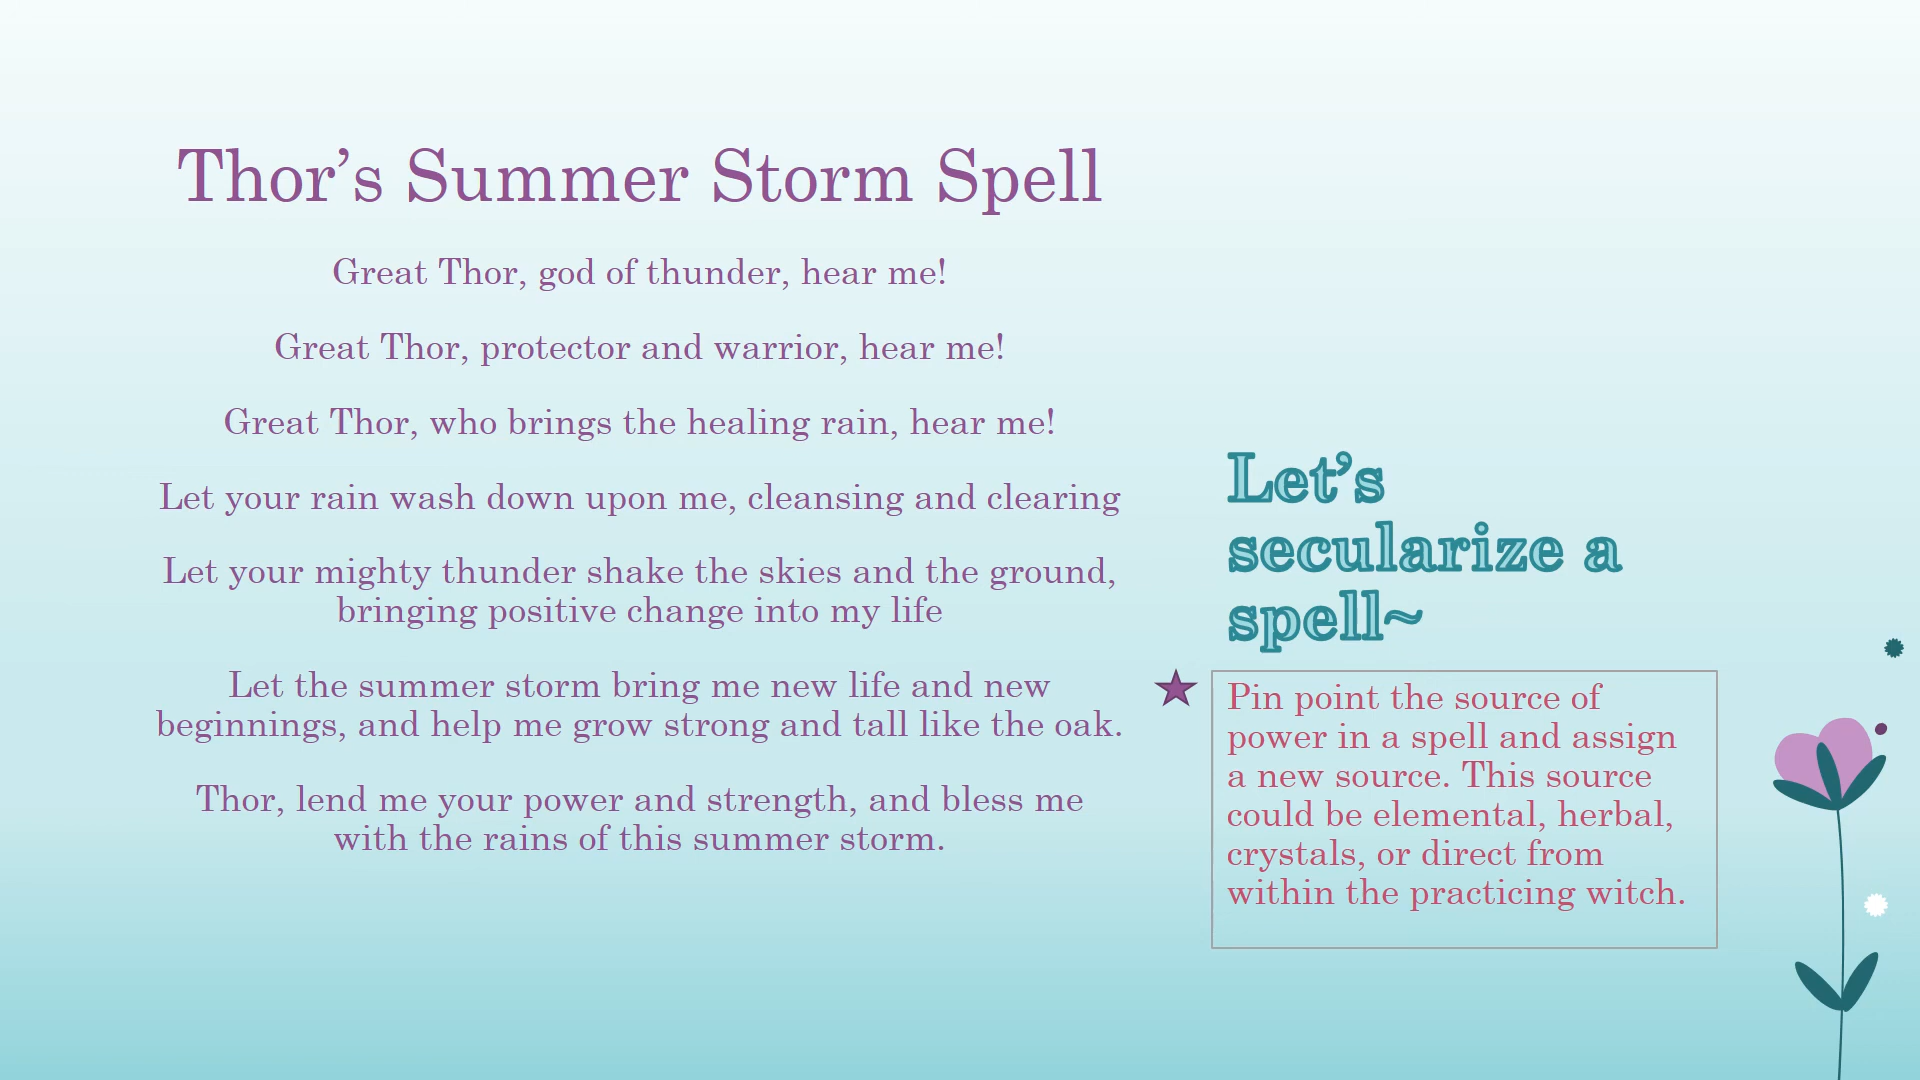 Thor’s Summer Storm Spell
Great Thor, god of thunder, hear me!
Great Thor, protector and warrior, hear me!
Great Thor, who brings the healing rain, hear me!
Let your rain wash down upon me, cleansing and clearing
Let your mighty thunder shake the skies and the ground,
bringing positive change into my life
Let the summer storm bring me new life and new
beginnings, and help me grow strong and tall like the oak.
Thor, lend me your power and strength, and bless me
with the rains of this summer storm.
Let’s
secularize a
spell~
Pin point the source of
power in a spell and assign
a new source. This source
could be elemental, herbal,
crystals, or direct from
within the practicing witch.